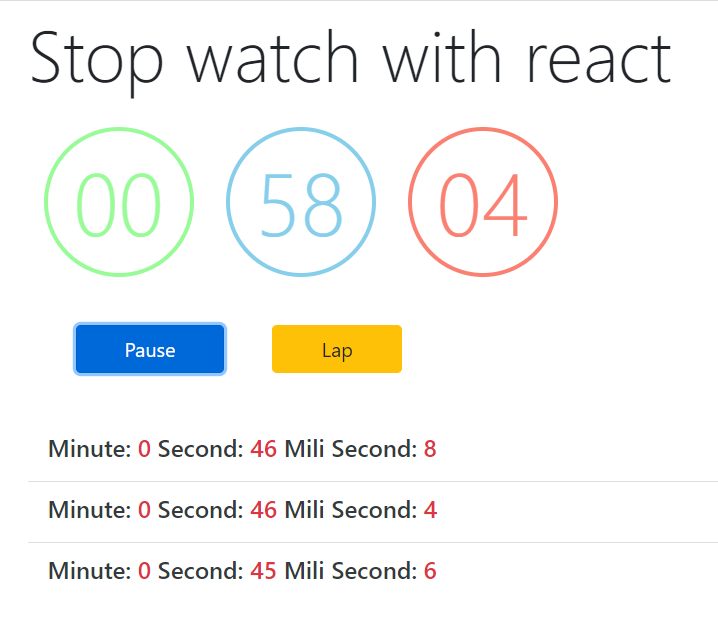 Stop watch with react
00 58 04
Pause Lap
Minute: 0 Second: 46 Mili Second: 8
Minute: 0 Second: 46 Mili Second: 4
Minute: 0 Second: 45 Mili Second: 6